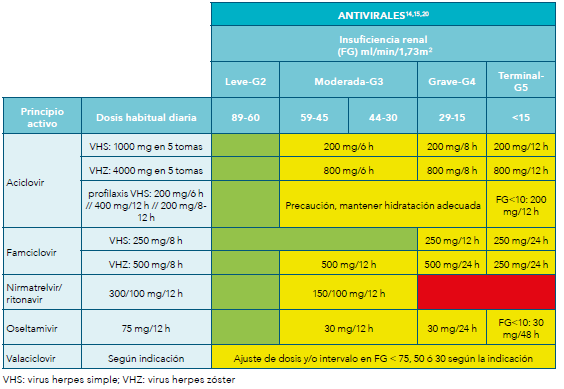 ANTIVIRALES14,15,20
Insuficiencia renal
(FG) ml/min/1,73m2
Leve-G2 Moderada-G3 Grave-G4 Terminal-
G5
Principio
activo Dosis habitual diaria 89-60 59-45 44-30 29-15 <15
Aciclovir
VHS: 1000 mg en 5 tomas 200 mg/6 h 200 mg/8 h 200 mg/12 h
VHZ: 4000 mg en 5 tomas 800 mg/6 h 800 mg/8 h 800 mg/12 h
profilaxis VHS: 200 mg/6 h
// 400 mg/12 h // 200 mg/8-
12 h
Precaución, mantener hidratación adecuada
FG<10: 200
mg/12 h
Famciclovir
VHS: 250 mg/8 h 250 mg/12 h 250 mg/24 h
VHZ: 500 mg/8 h 500 mg/12 h 500 mg/24 h 250 mg/24 h
Nirmatrelvir/
ritonavir
300/100 mg/12 h 150/100 mg/12 h
Oseltamivir 75 mg/12 h 30 mg/12 h 30 mg/24 h
FG<10: 30
mg/48 h
Valaciclovir Según indicación Ajuste de dosis y/o intervalo en FG < 75, 50 ó 30 según la indicación
VHS: virus herpes simple; VHZ: virus herpes zóster